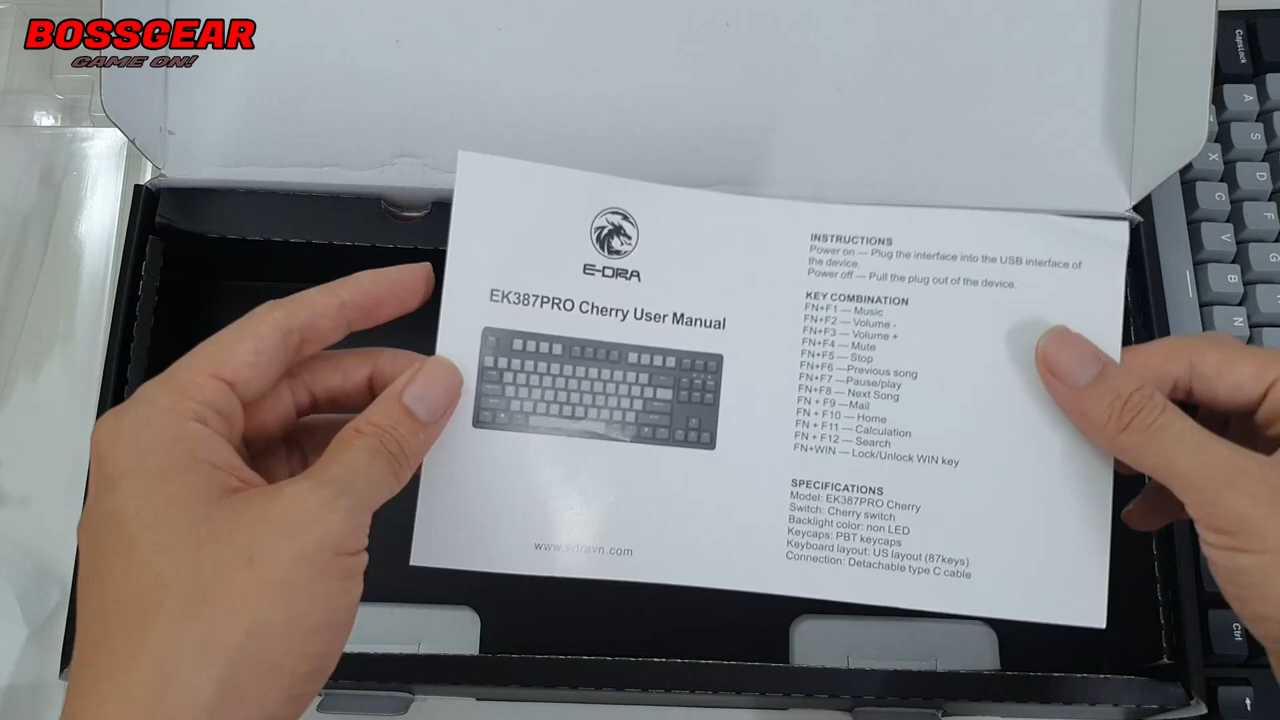 BOSSGEAR
GAME ON!
E-DRA
EK387PRO Cherry User Manual
www.edravn.com
INSTRUCTIONS
Power on — Plug the interface into the USB interface of
the device.
Power off — Pull the plug out of the device.
KEY COMBINATION
FN+F1 — Music
FN+F2 — Volume -
FN+F3 — Volume +
FN+F4 — Mute
FN+F5 — Stop
FN+F6 —Previous song
FN+F7 —Pause/play
FN+F8 — Next Song
FN + F9 —Mail
FN + F10 — Home
FN + F11 — Calculation
FN + F12 — Search
FN+WIN — Lock/Unlock WIN key
SPECIFICATIONS
Model: EK387PRO Cherry
Switch: Cherry switch
Backlight color: non LED
Keycaps: PBT keycaps
Keyboard layout: US layout (87keys)
Connection: Detachable type C cable
CapsLock
A
S
X
D
C
F
V
G
B
N
Ctrl